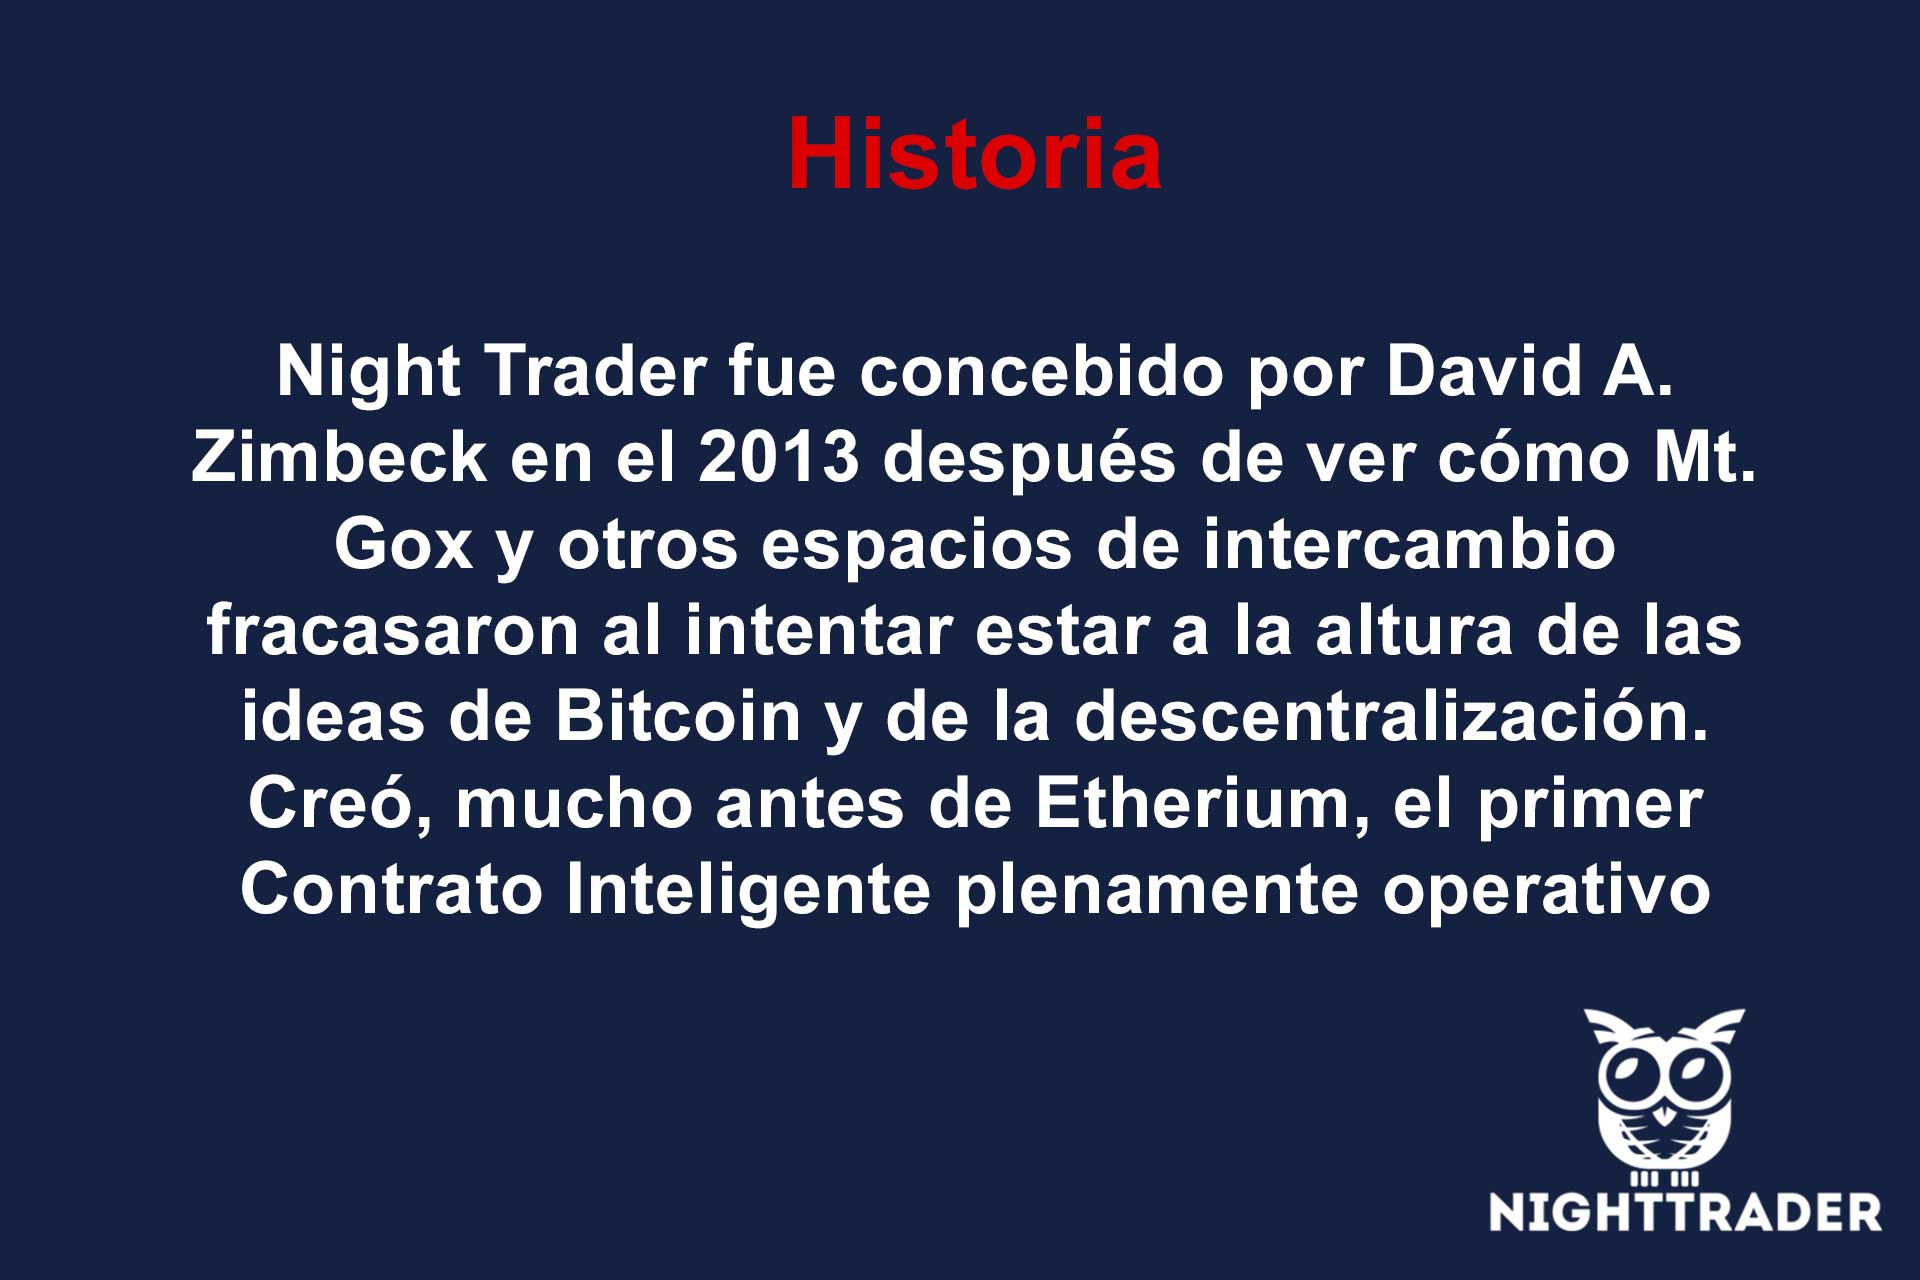 Historia
Night Trader fue concebido por David A.
Zimbeck en el 2013 después de ver cómo Mt.
Gox y otros espacios de intercambio
fracasaron al intentar estar a la altura de las
ideas de Bitcoin y de la descentralización.
Creó, mucho antes de Etherium, el primer
Contrato Inteligente plenamente operativo
NIGHTTRADER